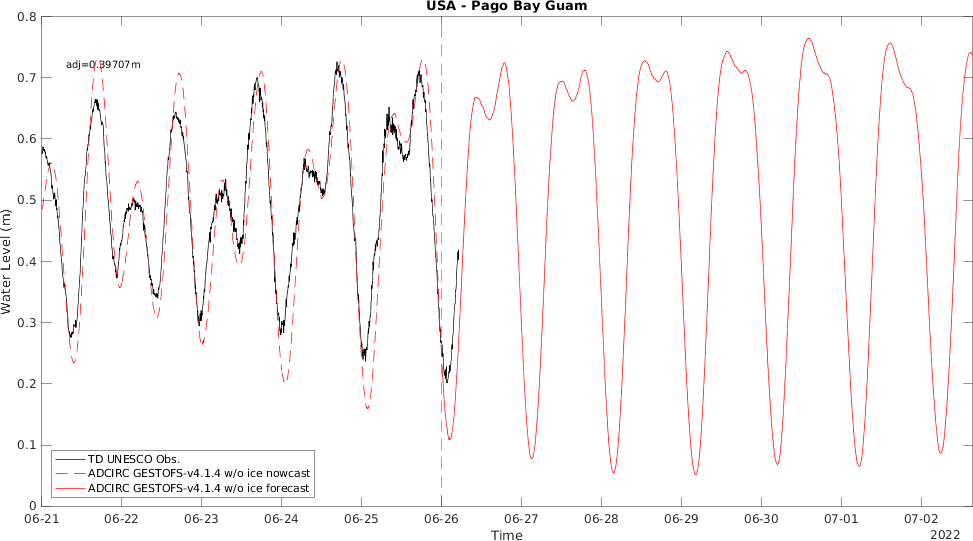 USA - Pago Bay Guam
adj=0.39707m
0.8
0.7
0.6
0.5
0.4
0.3
0.2
0.1
0
Water Level (m)
TD UNESCO Obs.
ADCIRC GESTOFS-v4.1.4 w/o ice nowcast
ADCIRC GESTOFS-v4.1.4 w/o ice forecast
06-21 06-22 06-23 06-24 06-25 06-26 06-27 06-28 06-29 06-30 07-01 07-02
Time
2022